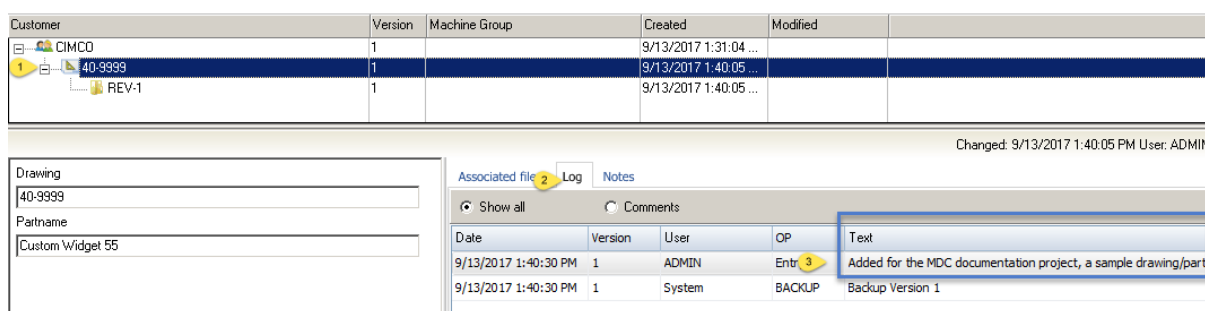 Customer Version Machine Group Created Modified
CIMCO 1 9/13/2017 1:31:04 ...
1 40-9999 1 9/13/2017 1:40:05 ...
REV-1 1 9/13/2017 1:40:05 ...
Changed: 9/13/2017 1:40:05 PM User: ADMIN
Drawing
40-9999
Partname
Custom Widget 55
Associated file 2 Log Notes
Show all Comments
Date Version User OP Text
9/13/2017 1:40:30 PM 1 ADMIN Entr 3 Added for the MDC documentation project, a sample drawing/part
9/13/2017 1:40:30 PM 1 System BACKUP Backup Version 1